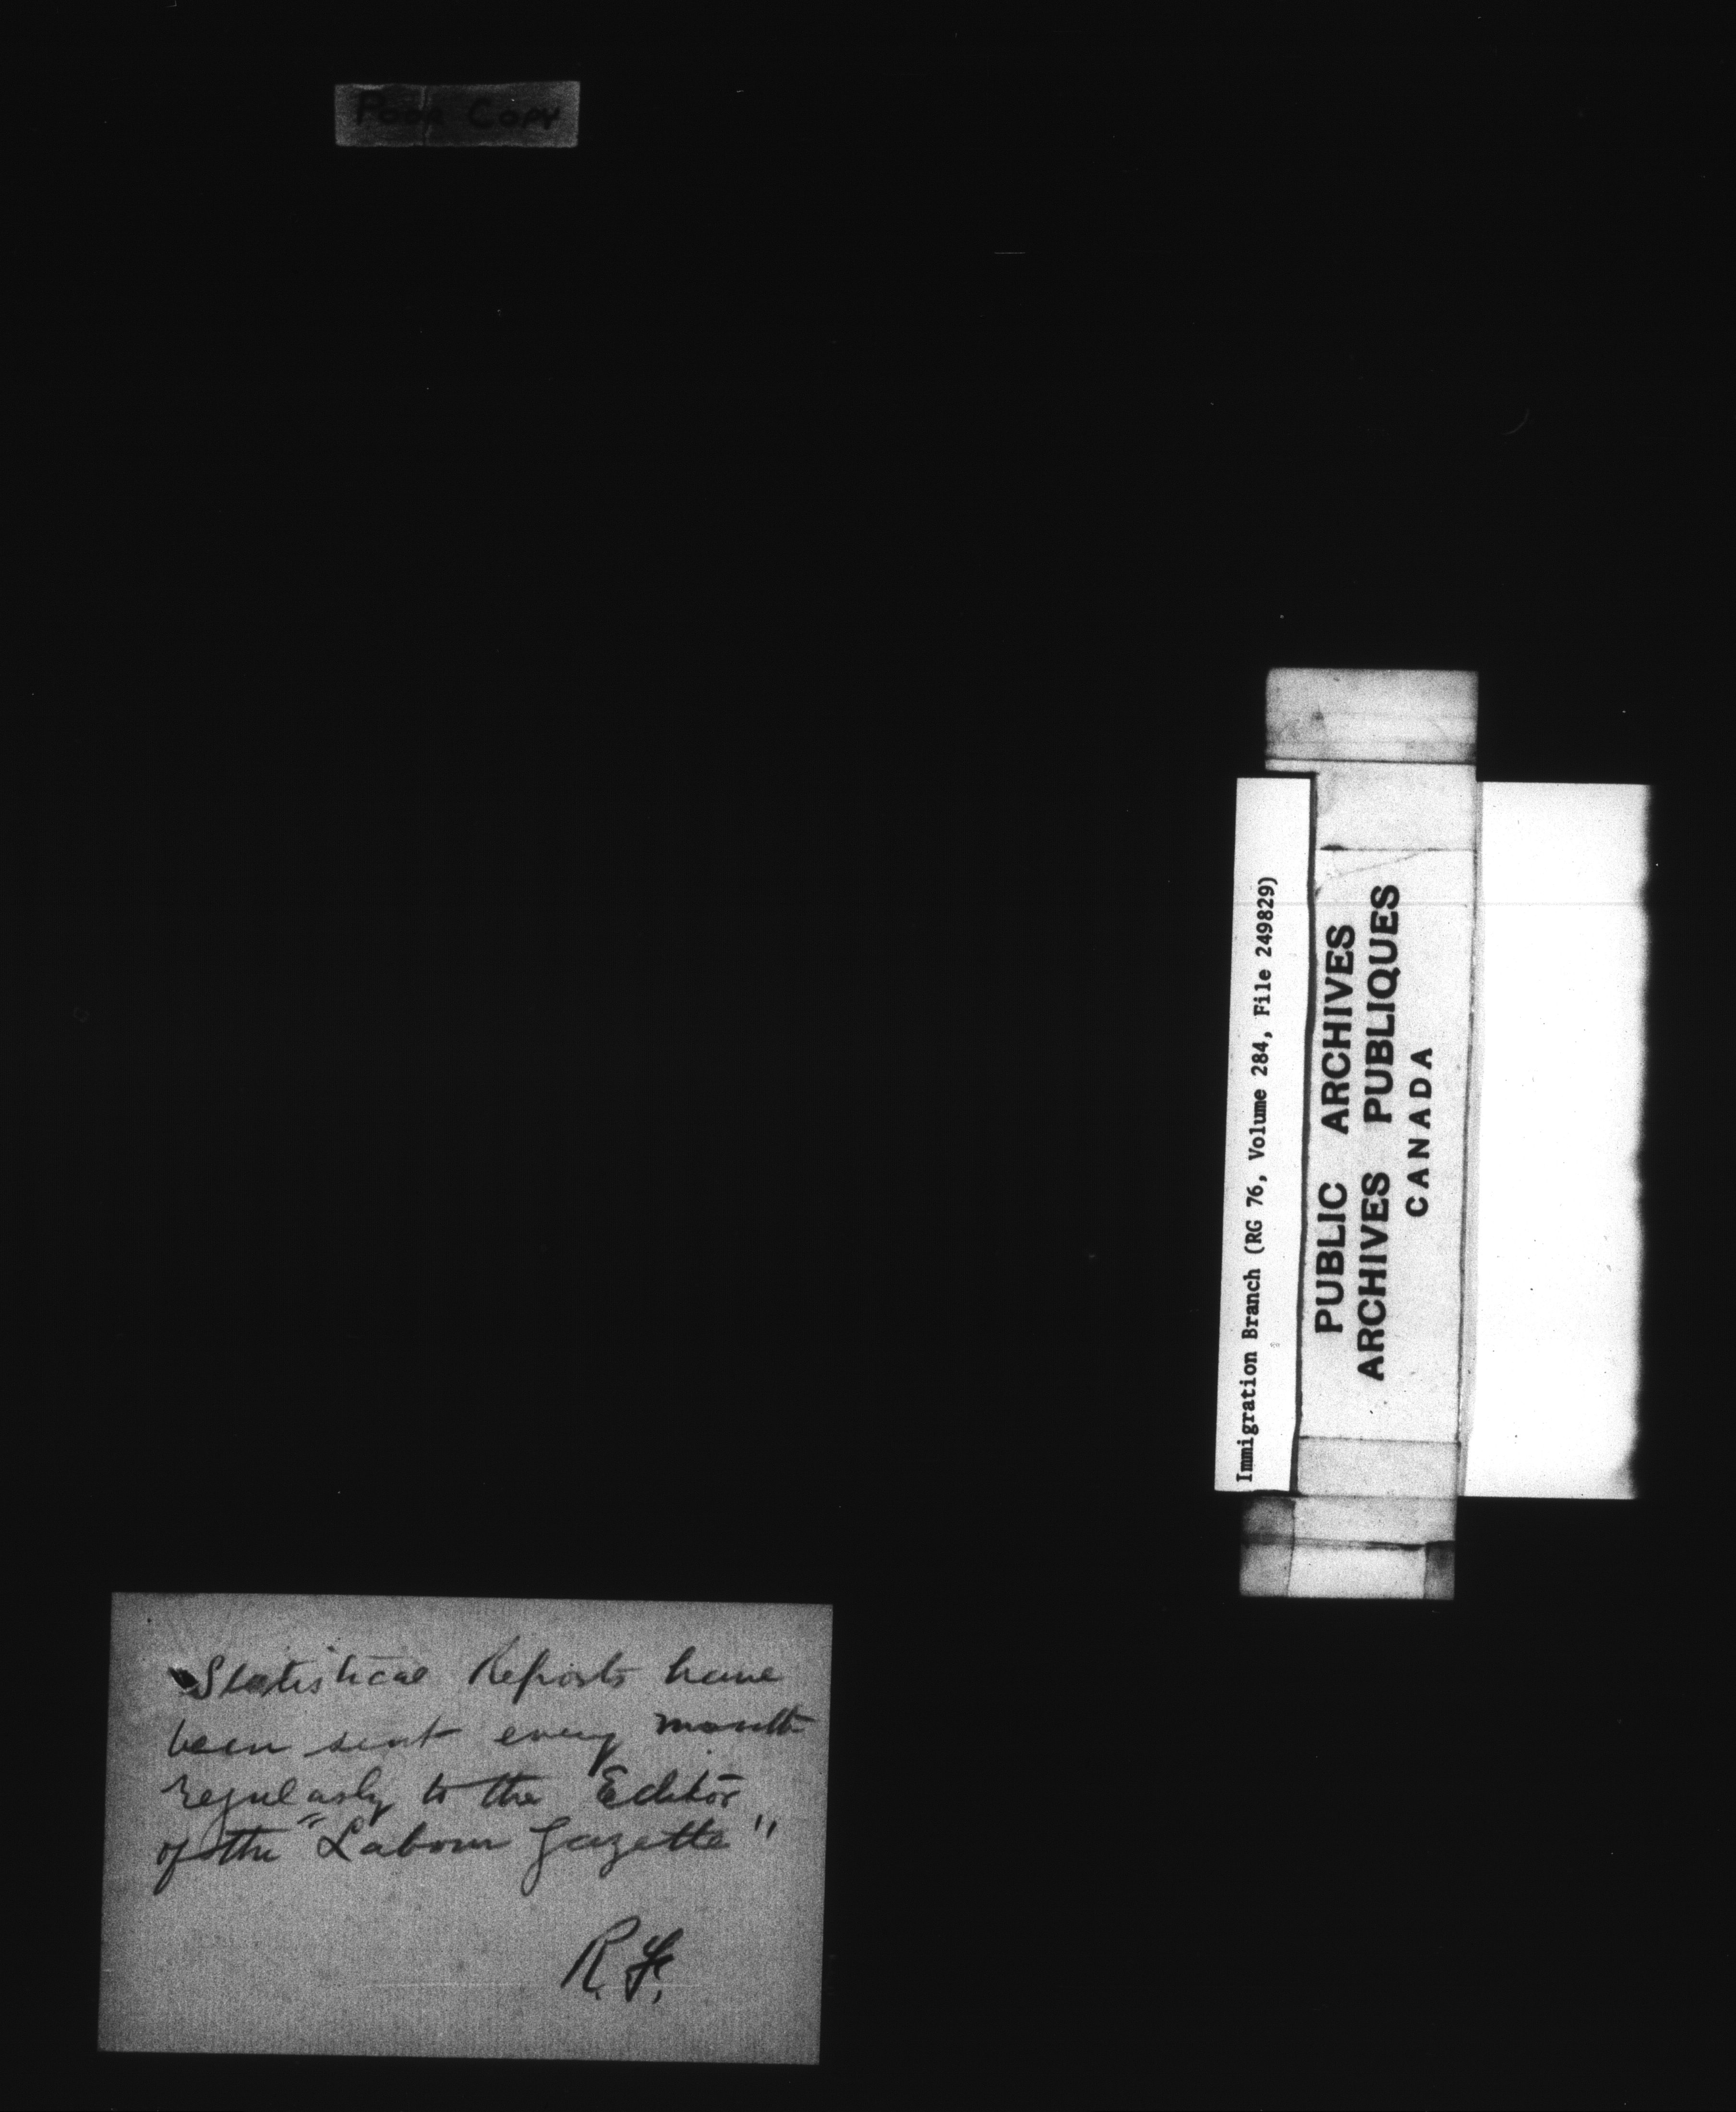 Poor Copy
Immigration Branch (RG 76, Volume 284, File 249829)
PUBLIC ARCHIVES
ARCHIVES PUBLIQUES
CANADA
Statistical Reports have
been sent every month
regularly to the Editor
of the "Labour Gazette"
R.